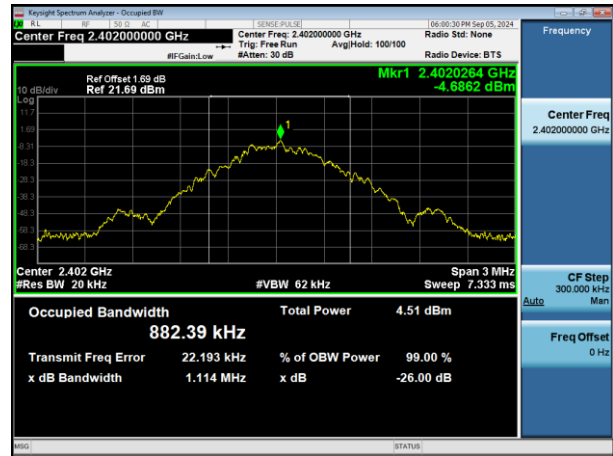 Keysight Spectrum Analyzer - Occupied BW
RL RF 50 Ω AC SENSE:PULSE 06:00:30 PM Sep 05, 2024
Center Freq 2.402000000 GHz
Center Freq: 2.402000000 GHz
Radio Std: None
Trig: Free Run Avg|Hold: 100/100
#IFGain:Low #Atten: 30 dB Radio Device: BTS
Frequency
Mkr1 2.4020264 GHz
-4.6862 dBm
Ref Offset 1.69 dB
10 dB/div Ref 21.69 dBm
Log
11.7
1.69
-8.31
-18.3
-28.3
-38.3
-48.3
-58.3
-68.3
1
Center 2.402 GHz Span 3 MHz
#Res BW 20 kHz #VBW 62 kHz Sweep 7.333 ms
Occupied Bandwidth Total Power 4.51 dBm
882.39 kHz
Transmit Freq Error 22.193 kHz % of OBW Power 99.00 %
x dB Bandwidth 1.114 MHz x dB -26.00 dB
Center Freq
2.402000000 GHz
CF Step
300.000 kHz
Auto Man
Freq Offset
0 Hz
MSG STATUS